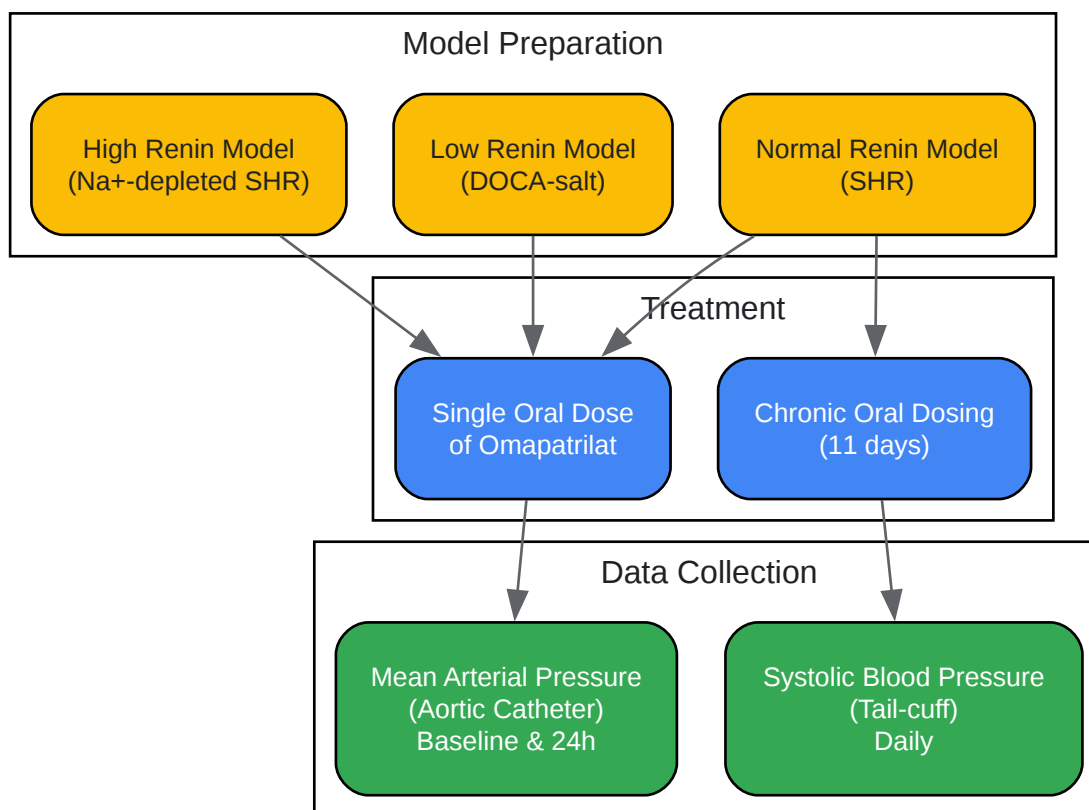 Model Preparation
High Renin Model
(Na+-depleted SHR)
Low Renin Model
(DOCA-salt)
Normal Renin Model
(SHR)
Treatment
Single Oral Dose
of Omapatrilat
Chronic Oral Dosing
(11 days)
Data Collection
Mean Arterial Pressure
(Aortic Catheter)
Baseline & 24h
Systolic Blood Pressure
(Tail-cuff)
Daily